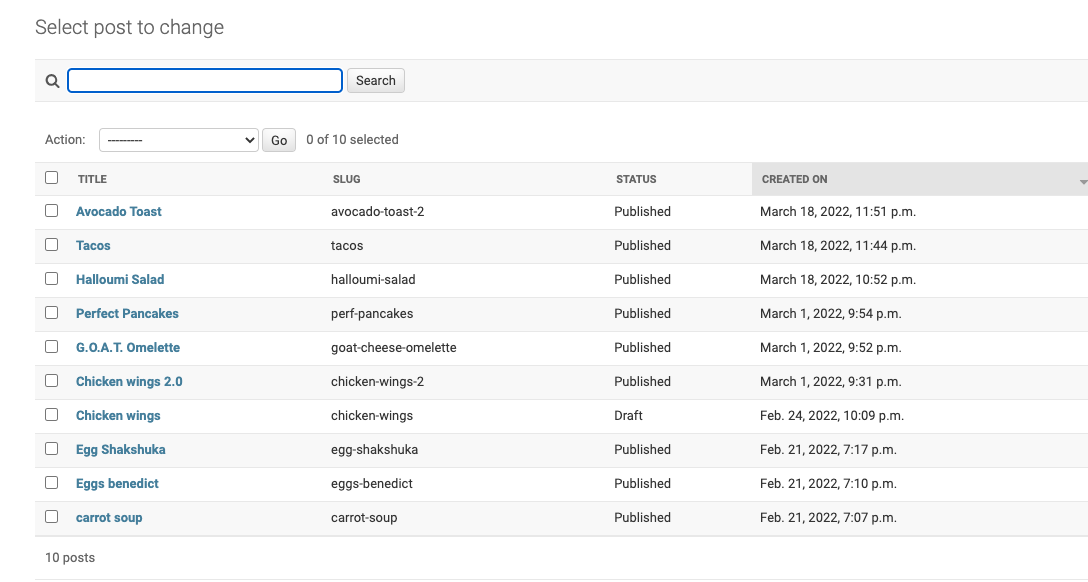 Select post to change
Search
Action: --------- Go 0 of 10 selected
TITLE SLUG STATUS CREATED ON
Avocado Toast avocado-toast-2 Published March 18, 2022, 11:51 p.m.
Tacos tacos Published March 18, 2022, 11:44 p.m.
Halloumi Salad halloumi-salad Published March 18, 2022, 10:52 p.m.
Perfect Pancakes perf-pancakes Published March 1, 2022, 9:54 p.m.
G.O.A.T. Omelette goat-cheese-omelette Published March 1, 2022, 9:52 p.m.
Chicken wings 2.0 chicken-wings-2 Published March 1, 2022, 9:31 p.m.
Chicken wings chicken-wings Draft Feb. 24, 2022, 10:09 p.m.
Egg Shakshuka egg-shakshuka Published Feb. 21, 2022, 7:17 p.m.
Eggs benedict eggs-benedict Published Feb. 21, 2022, 7:10 p.m.
carrot soup carrot-soup Published Feb. 21, 2022, 7:07 p.m.
10 posts